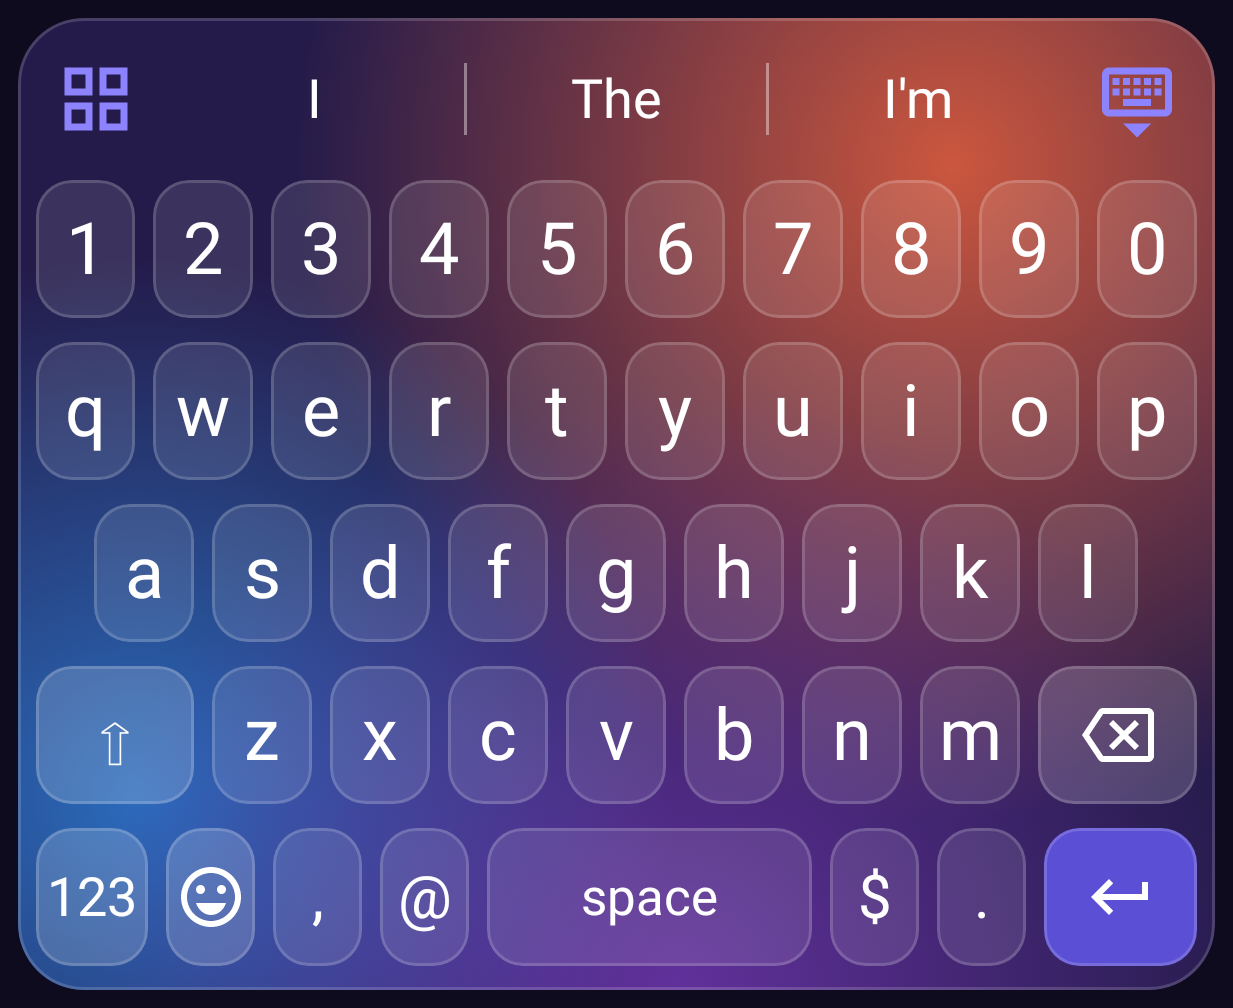 I The I'm
1 2 3 4 5 6 7 8 9 0
q w e r t y u i o p
a s d f g h j k l
⇧ z x c v b n m
123 , @ space $ .